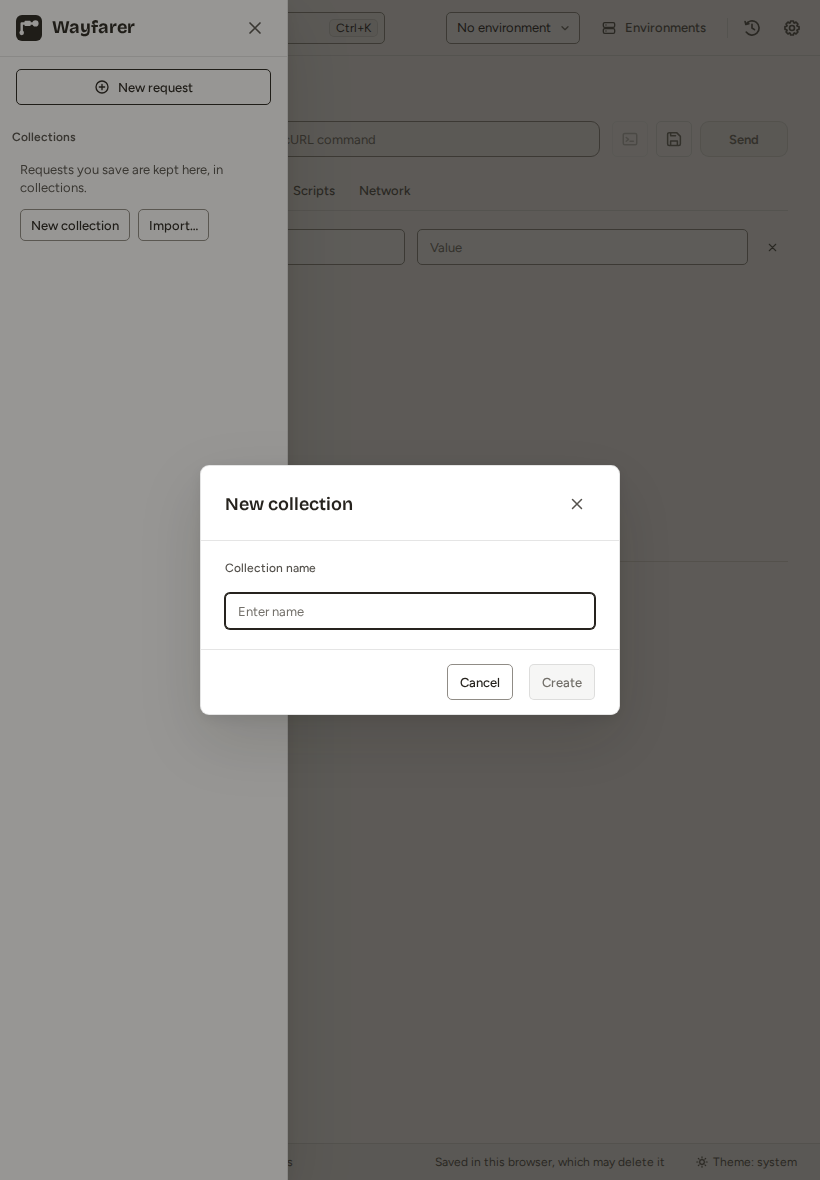 Wayfarer
Ctrl+K
No environment
Environments
New request
cURL command
Send
Collections
Scripts
Network
Requests you save are kept here, in
collections.
New collection
Import...
Value
New collection
Collection name
Enter name
Cancel
Create
s
Saved in this browser, which may delete it
Theme: system